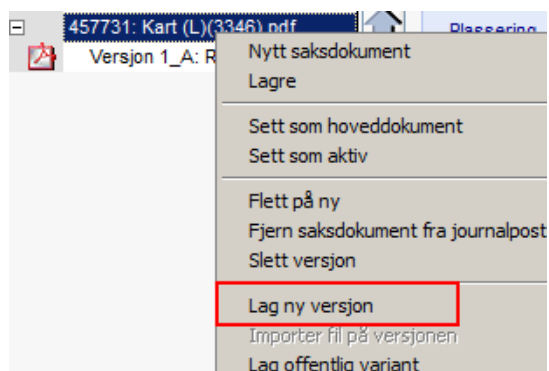 457731: Kart (L)(3346).pdf
Plassering
Versjon 1_A: R
Nytt saksdokument
Lagre
Sett som hoveddokument
Sett som aktiv
Flett på ny
Fjern saksdokument fra journalpost
Slett versjon
Lag ny versjon
Importer fil på versjonen
Lag offentlig variant